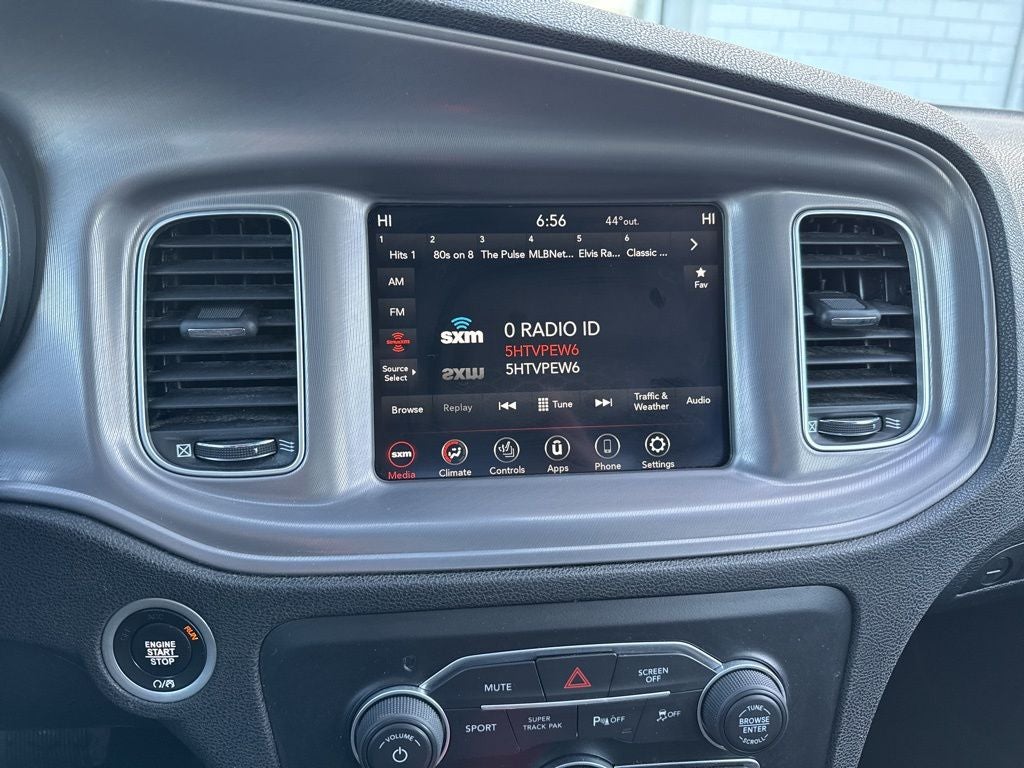 HI 6:56 44°out. HI
1 2 3 4 5 6
Hits 1 80s on 8 The Pulse MLBNet... Elvis Ra... Classic ...
AM
Fav
FM
SiriusXM
sxm 0 RADIO ID
5HTVPEW6
Source
Select
5HTVPEW6
Browse Replay Tune Traffic &
Weather Audio
sxm
Media Climate Controls Apps Phone Settings
RUN
ENGINE
START
STOP
MUTE
SCREEN
OFF
SPORT
SUPER
TRACK PAK
P OFF
OFF
VOLUME
TUNE
BROWSE
ENTER
SCROLL